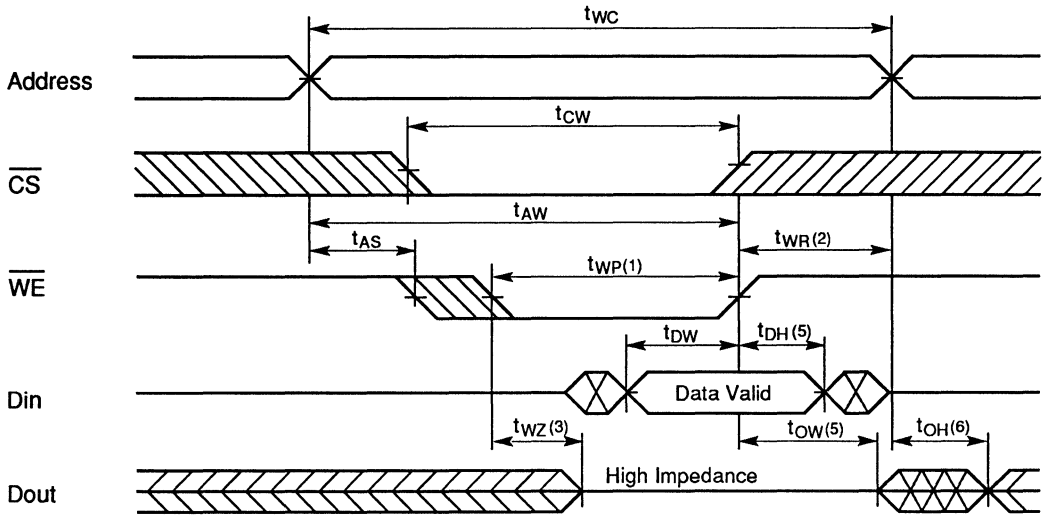 tWC
Address
tCW
CS
tAW
tAS
tWR(2)
WE
tWP(1)
tDW
tDH(5)
Din
Data Valid
tWZ(3)
tOW(5)
tOH(6)
High Impedance
Dout